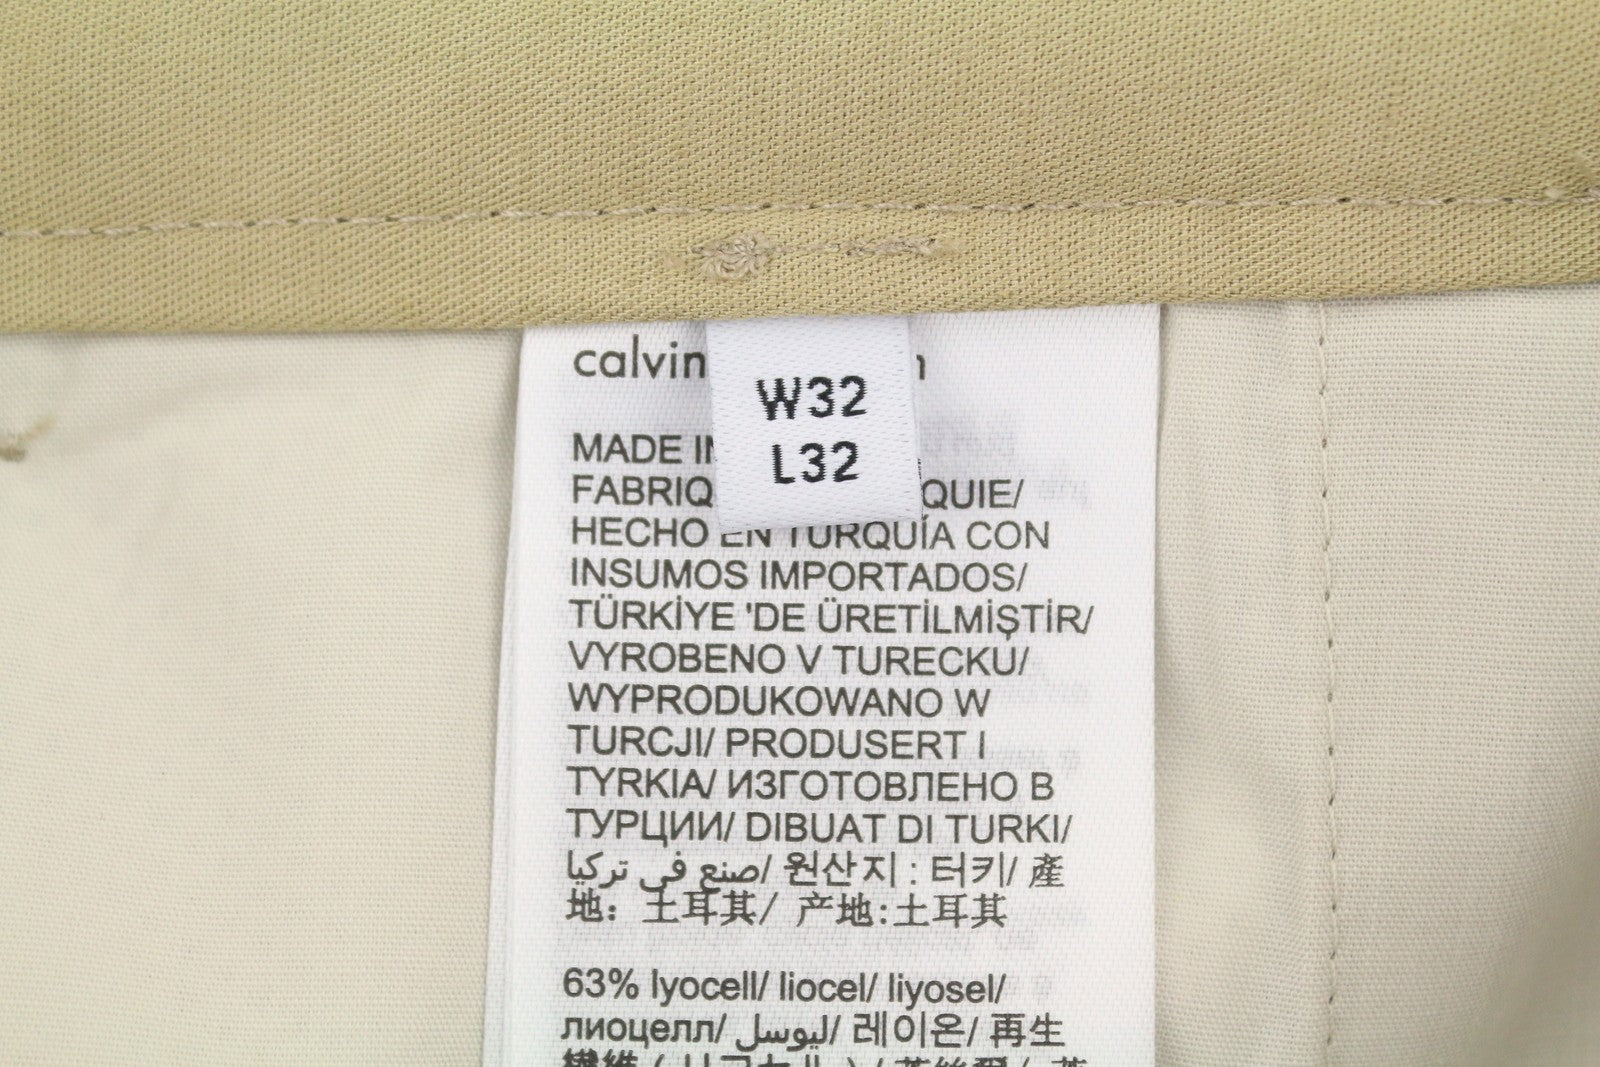 calvin
W32
L32
MADE IN
HECHO EN TURQUÍA CON
INSUMOS IMPORTADOS/
TÜRKİYE 'DE ÜRETİLMİŞTİR/
VYROBENO V TURECKU/
WYPRODUKOWANO W
TURCJI/ PRODUSERT I
TYRKIA/ ИЗГОТОВЛЕНО В
ТУРЦИИ/ DIBUAT DI TURKI/
صنع في تركيا/ 원산지 : 터키/ 產
地：土耳其/ 产地:土耳其
63% lyocell/ liocel/ liyosel/
лиоцелл/ ليوسل/ 레이온/ 再生